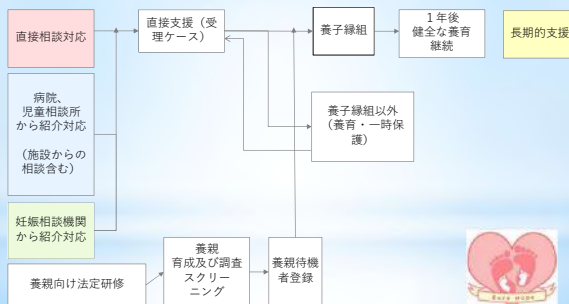 直接相談対応
直接支援（受
理ケース）
養子縁組
１年後
健全な養育
継続
長期的支援
病院、
児童相談所
から紹介対応
（施設からの
相談含む）
養子縁組以外
（養育・一時保
護）
妊娠相談機関
から紹介対応
養親向け法定研修
養親
育成及び調査
スクリー
ニング
養親待機
者登録